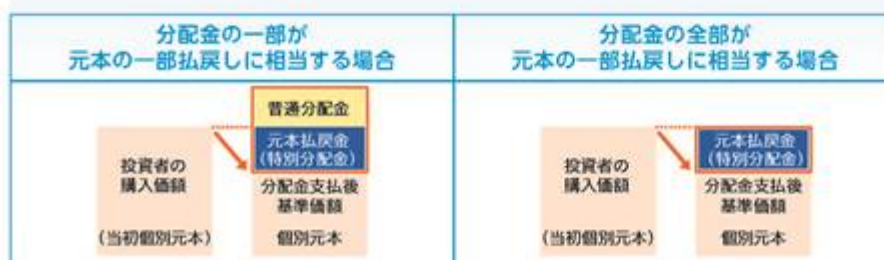 分配金の一部が
元本の一部払戻しに相当する場合
分配金の全部が
元本の一部払戻しに相当する場合
普通分配金
元本払戻金
(特別分配金)
投資者の
購入価額
(当初個別元本)
分配金支払後
基準価額
個別元本
元本払戻金
(特別分配金)
投資者の
購入価額
(当初個別元本)
分配金支払後
基準価額
個別元本